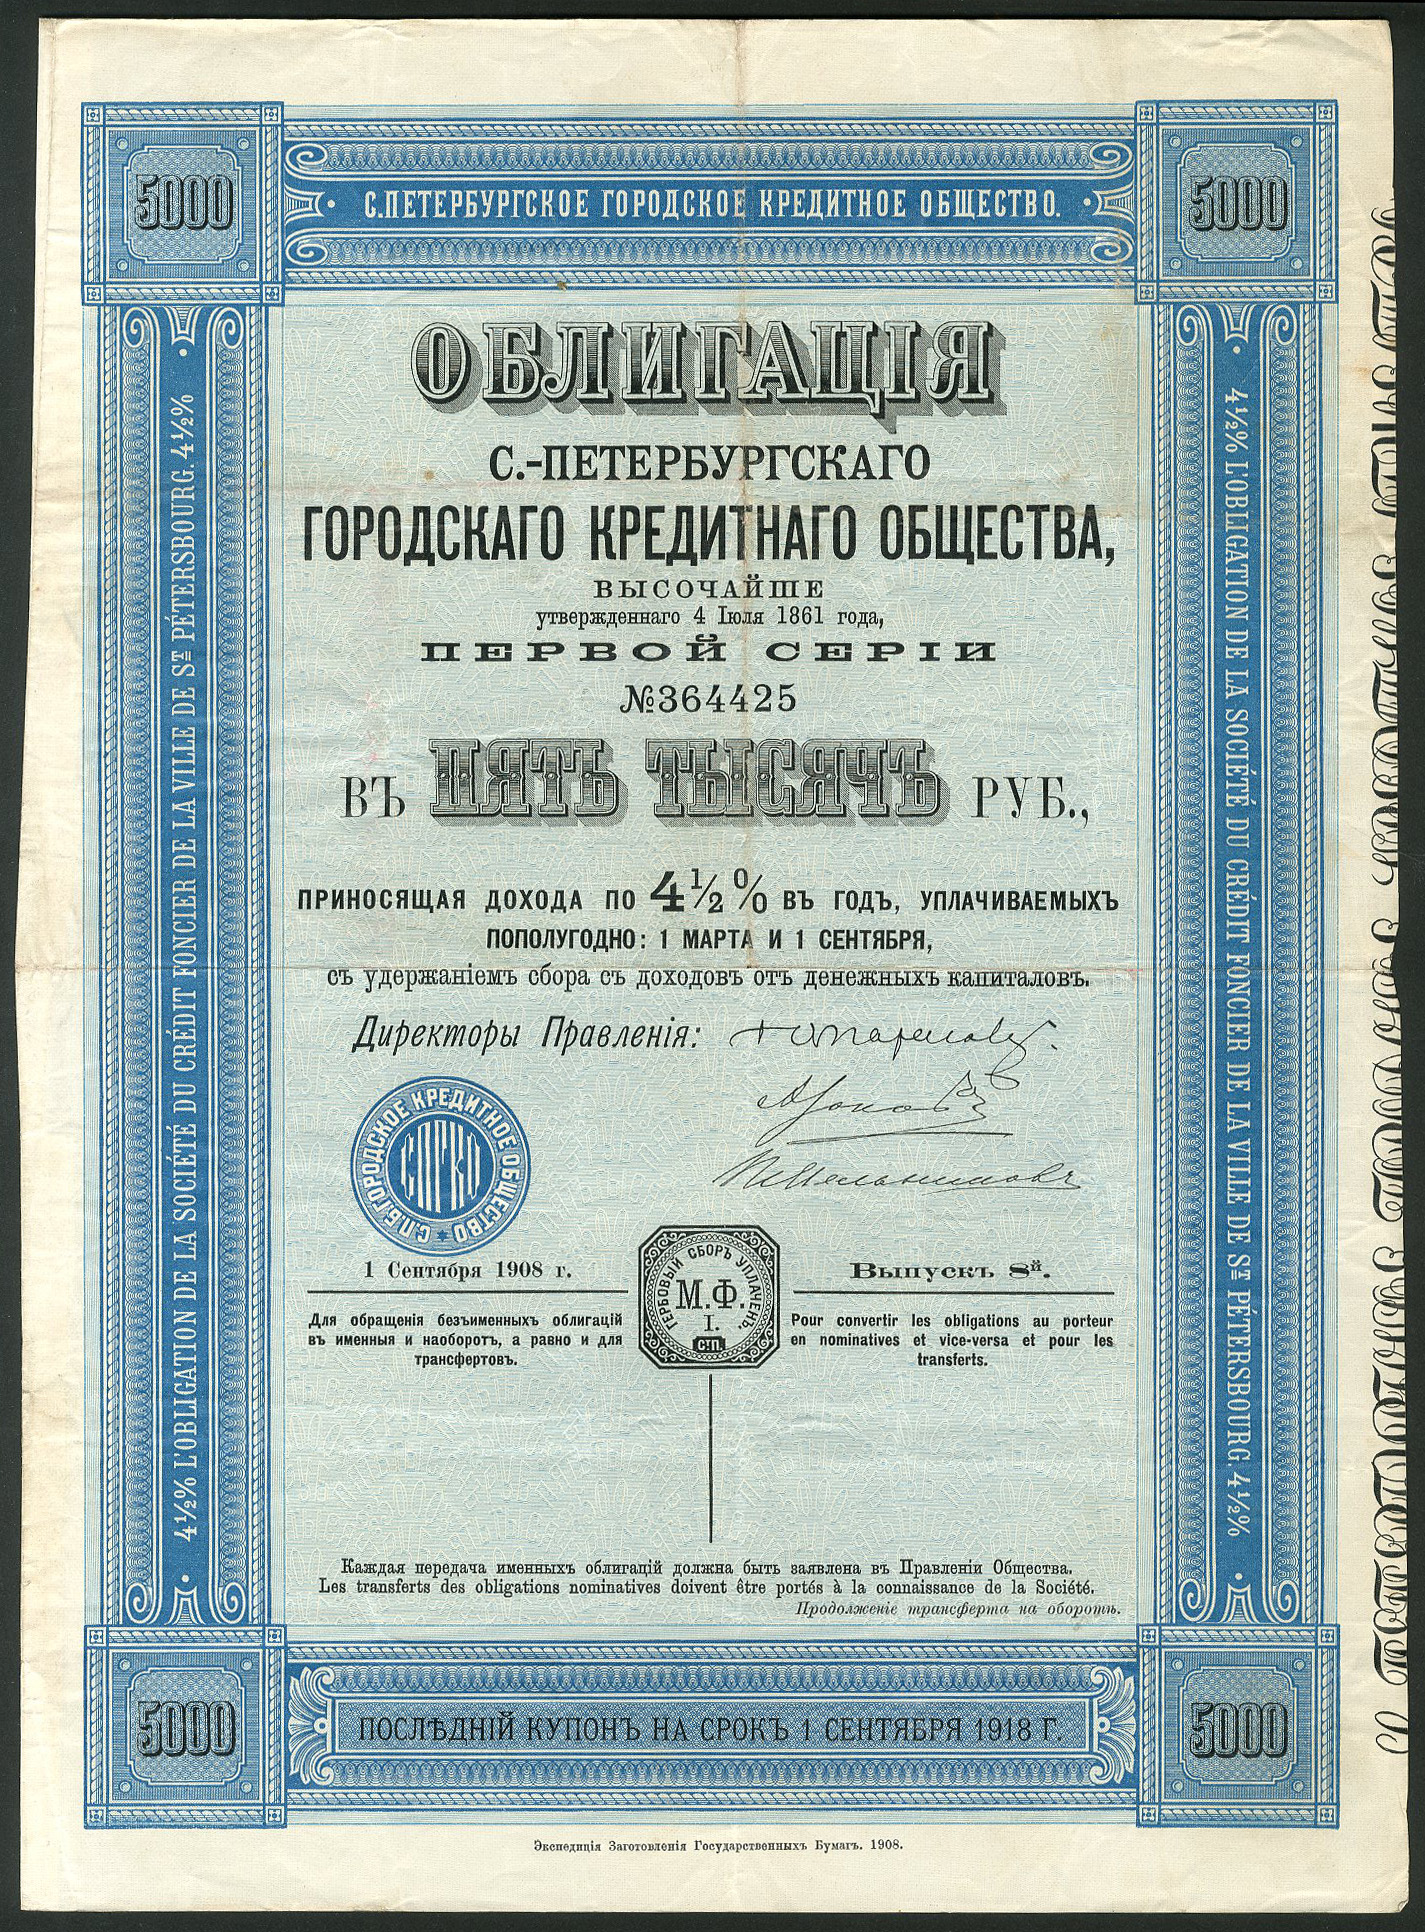 5000
С.ПЕТЕРБУРГСКОЕ ГОРОДСКОЕ КРЕДИТНОЕ ОБЩЕСТВО.
5000
4½% L'OBLIGATION DE LA SOCIÉTÉ DU CRÉDIT FONCIER DE LA VILLE DE ST PÉTERSBOURG. 4½%
ОБЛИГАЦІЯ
С.-ПЕТЕРБУРГСКАГО
ГОРОДСКАГО КРЕДИТНАГО ОБЩЕСТВА,
ВЫСОЧАЙШЕ
утвержденнаго 4 Іюля 1861 года,
ПЕРВОЙ СЕРІИ
№364425
ВЪ ПЯТЬ ТЫСЯЧЪ РУБ.,
ПРИНОСЯЩАЯ ДОХОДА ПО 4½% ВЪ ГОДЪ, УПЛАЧИВАЕМЫХЪ
ПОПОЛУГОДНО: 1 МАРТА И 1 СЕНТЯБРЯ,
съ удержаніемъ сбора съ доходовъ отъ денежныхъ капиталовъ.
Директоры Правленія:
С.П.Б. ГОРОДСКОЕ КРЕДИТНОЕ ОБЩЕСТВО
СПГКО
1 Сентября 1908 г.
Выпускъ 8й.
ГЕРБОВЫЙ СБОРЪ УПЛАЧЕНЪ.
М.Ф.
I.
С.П.
Для обращенія безъименныхъ облигацій
въ именныя и наоборотъ, а равно и для
трансфертовъ.
Pour convertir les obligations au porteur
en nominatives et vice-versa et pour les
transferts.
Каждая передача именныхъ облигацій должна быть заявлена въ Правленіи Общества.
Les transferts des obligations nominatives doivent être portés à la connaissance de la Société.
Продолженіе трансферта на оборотѣ.
4½% L'OBLIGATION DE LA SOCIÉTÉ DU CRÉDIT FONCIER DE LA VILLE DE ST PÉTERSBOURG. 4½%
5000
ПОСЛѢДНІЙ КУПОНЪ НА СРОКЪ 1 СЕНТЯБРЯ 1918 Г.
5000
Экспедиція Заготовленія Государственныхъ Бумагъ. 1908.